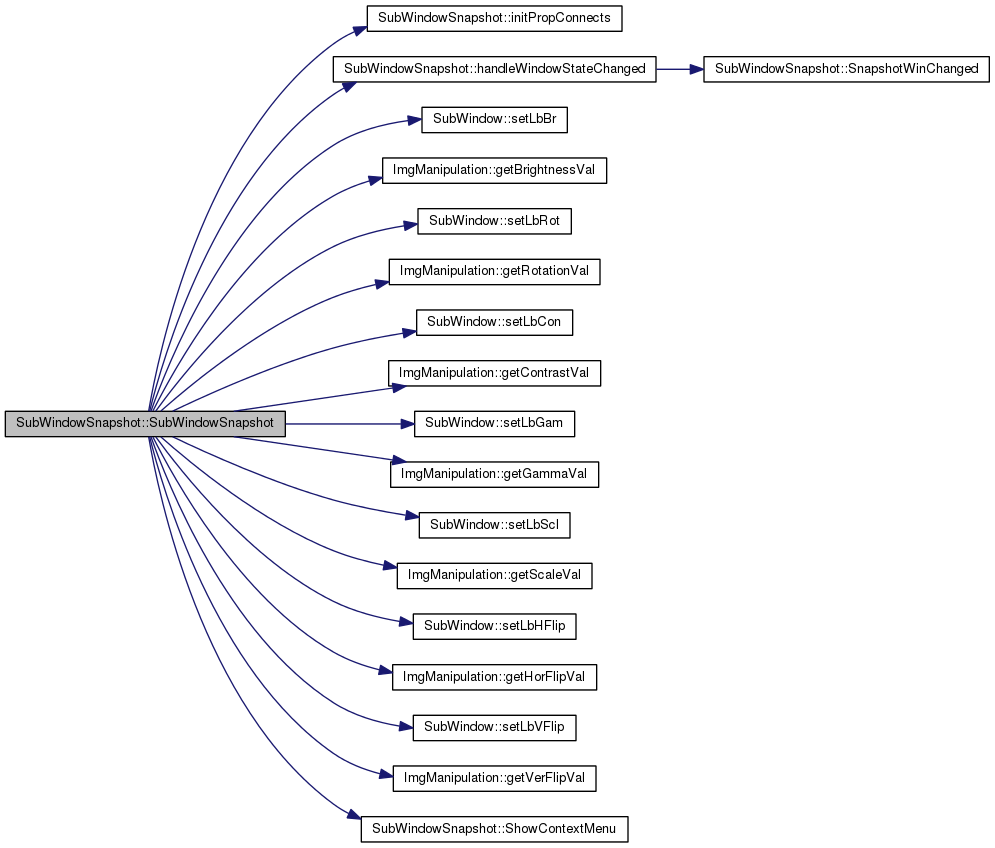 SubWindowSnapshot::initPropConnects
SubWindowSnapshot::handleWindowStateChanged
SubWindowSnapshot::SnapshotWinChanged
SubWindow::setLbBr
ImgManipulation::getBrightnessVal
SubWindow::setLbRot
ImgManipulation::getRotationVal
SubWindow::setLbCon
ImgManipulation::getContrastVal
SubWindowSnapshot::SubWindowSnapshot
SubWindow::setLbGam
ImgManipulation::getGammaVal
SubWindow::setLbScl
ImgManipulation::getScaleVal
SubWindow::setLbHFlip
ImgManipulation::getHorFlipVal
SubWindow::setLbVFlip
ImgManipulation::getVerFlipVal
SubWindowSnapshot::ShowContextMenu